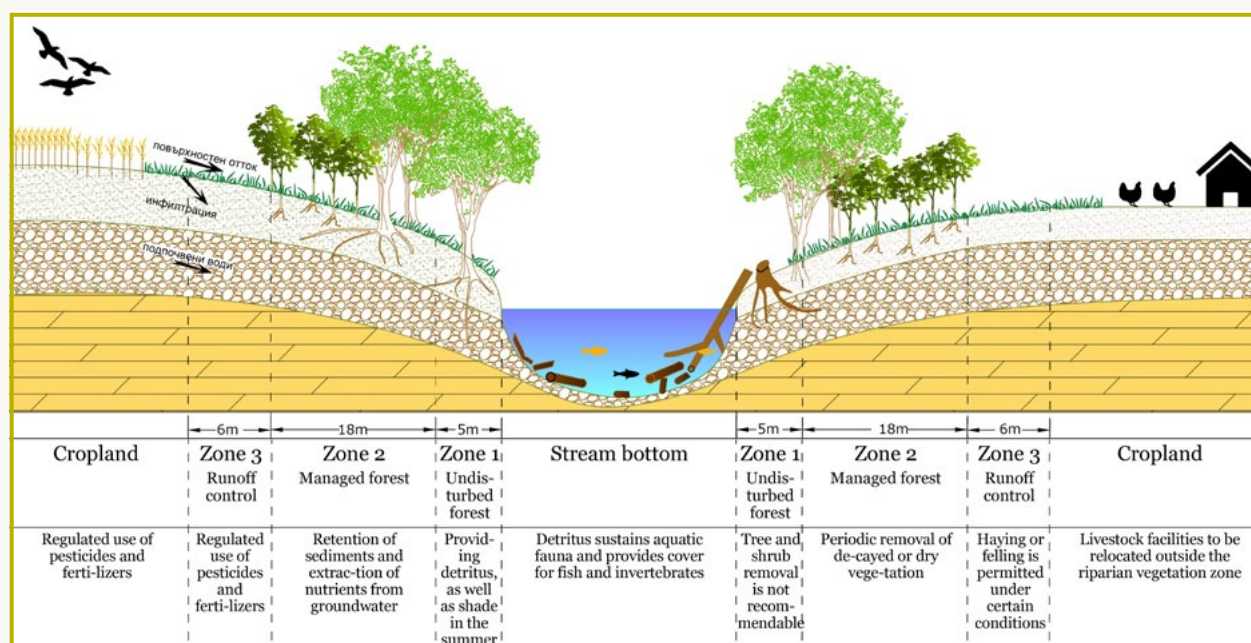 повърхностен отток
инфилтрация
подпочвени води
6m
18m
5m
5m
18m
6m
Cropland
Zone 3
Runoff
control
Zone 2
Managed forest
Zone 1
Undis-
turbed
forest
Stream bottom
Zone 1
Undis-
turbed
forest
Zone 2
Managed forest
Zone 3
Runoff
control
Cropland
Regulated use of
pesticides and
ferti-lizers
Regulated
use of
pesticides
and
ferti-lizers
Retention of
sediments and
extrac-tion of
nutrients from
groundwater
Provid-
ing
detritus,
as well
as shade
in the
summer
Detritus sustains aquatic
fauna and provides cover
for fish and invertebrates
Tree and
shrub
removal
is not
recom-
mendable
Periodic removal of
de-cayed or dry
vege-tation
Haying or
felling is
permitted
under
certain
conditions
Livestock facilities to be
relocated outside the
riparian vegetation zone